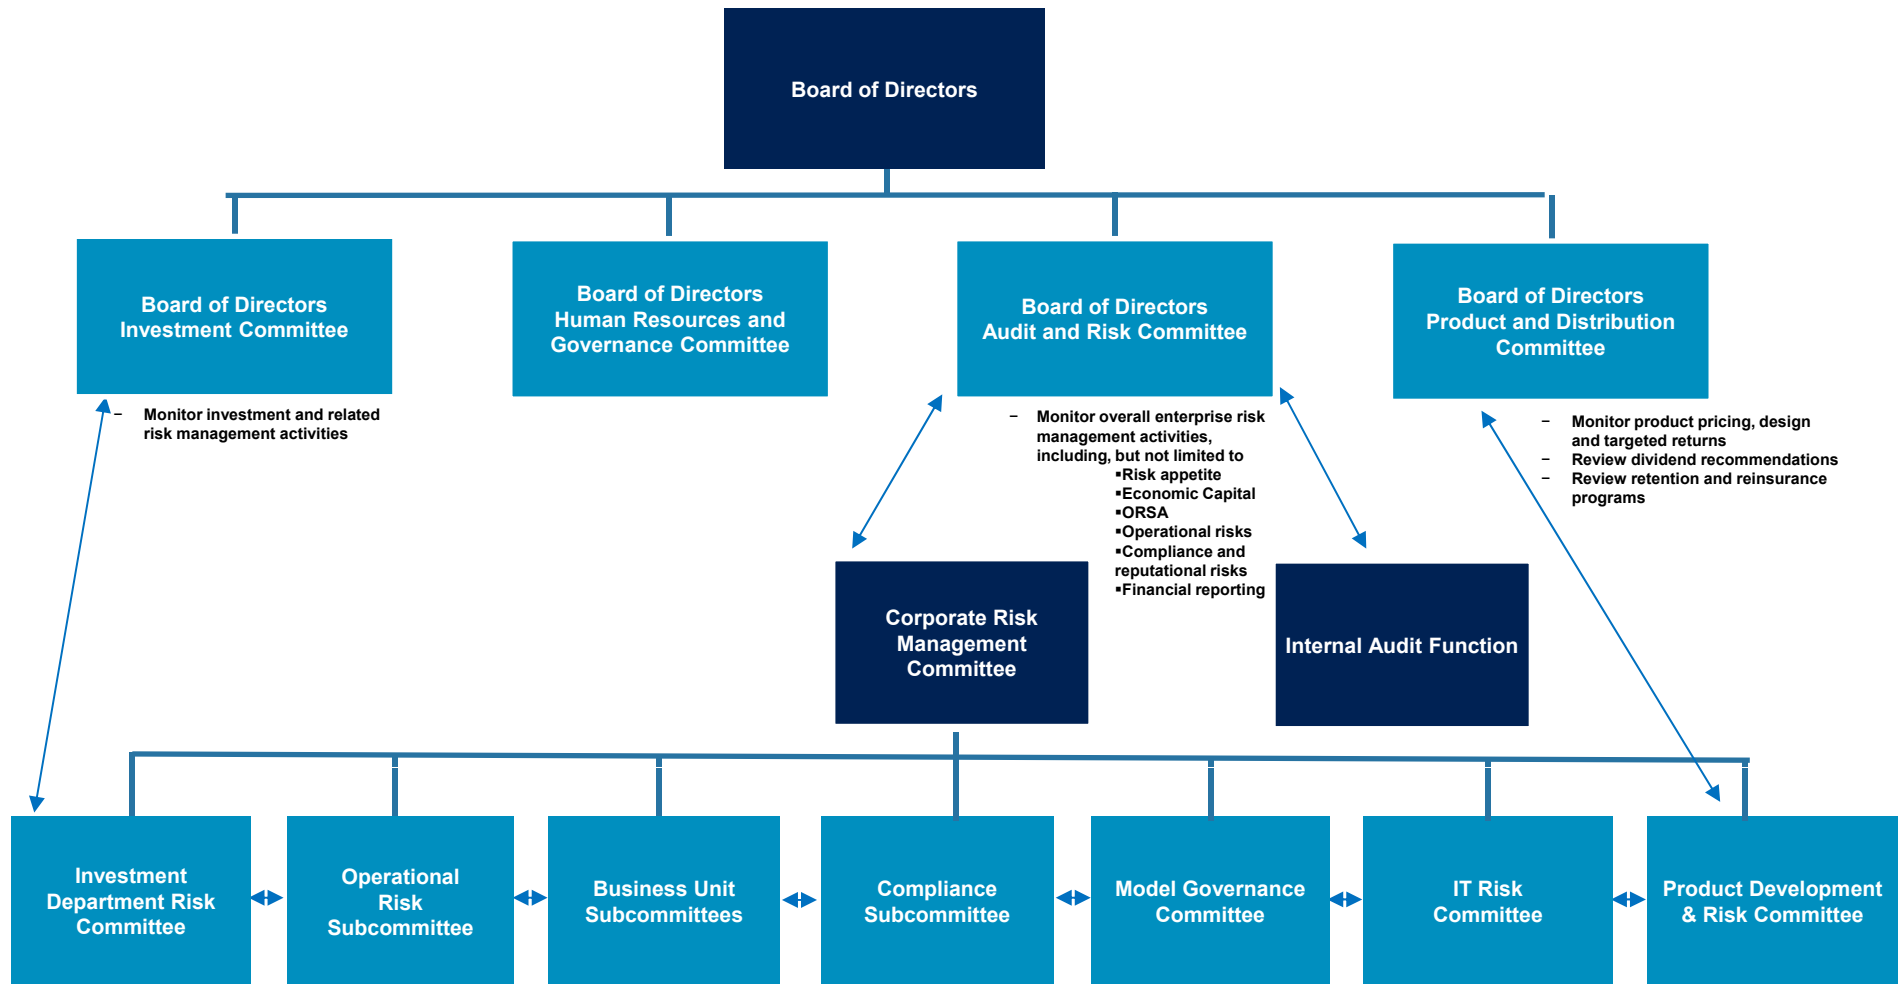 Board of Directors
Board of Directors
Investment Committee
Board of Directors
Human Resources and
Governance Committee
Board of Directors
Audit and Risk Committee
Board of Directors
Product and Distribution
Committee
– Monitor investment and related
risk management activities
– Monitor overall enterprise risk
management activities,
including, but not limited to
▪Risk appetite
▪Economic Capital
▪ORSA
▪Operational risks
▪Compliance and
reputational risks
▪Financial reporting
– Monitor product pricing, design
and targeted returns
– Review dividend recommendations
– Review retention and reinsurance
programs
Corporate Risk
Management
Committee
Internal Audit Function
Investment
Department Risk
Committee
Operational
Risk
Subcommittee
Business Unit
Subcommittees
Compliance
Subcommittee
Model Governance
Committee
IT Risk
Committee
Product Development
& Risk Committee